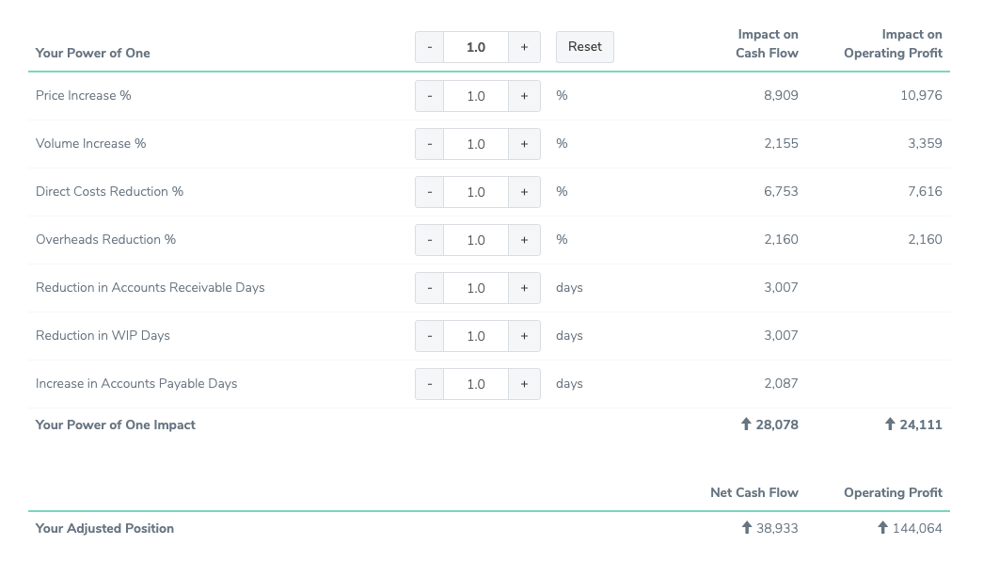 Your Power of One - 1.0 + Reset Impact on Cash Flow Impact on Operating Profit
Price Increase % - 1.0 + % 8,909 10,976
Volume Increase % - 1.0 + % 2,155 3,359
Direct Costs Reduction % - 1.0 + % 6,753 7,616
Overheads Reduction % - 1.0 + % 2,160 2,160
Reduction in Accounts Receivable Days - 1.0 + days 3,007
Reduction in WIP Days - 1.0 + days 3,007
Increase in Accounts Payable Days - 1.0 + days 2,087
Your Power of One Impact 28,078 24,111
Net Cash Flow Operating Profit
Your Adjusted Position 38,933 144,064